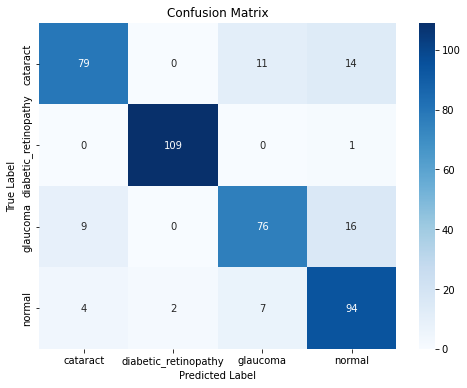 Confusion Matrix
True Label
cataract
79 0 11 14
diabetic_retinopathy
0 109 0 1
glaucoma
9 0 76 16
normal
4 2 7 94
cataract diabetic_retinopathy glaucoma normal
Predicted Label
100
80
60
40
20
0